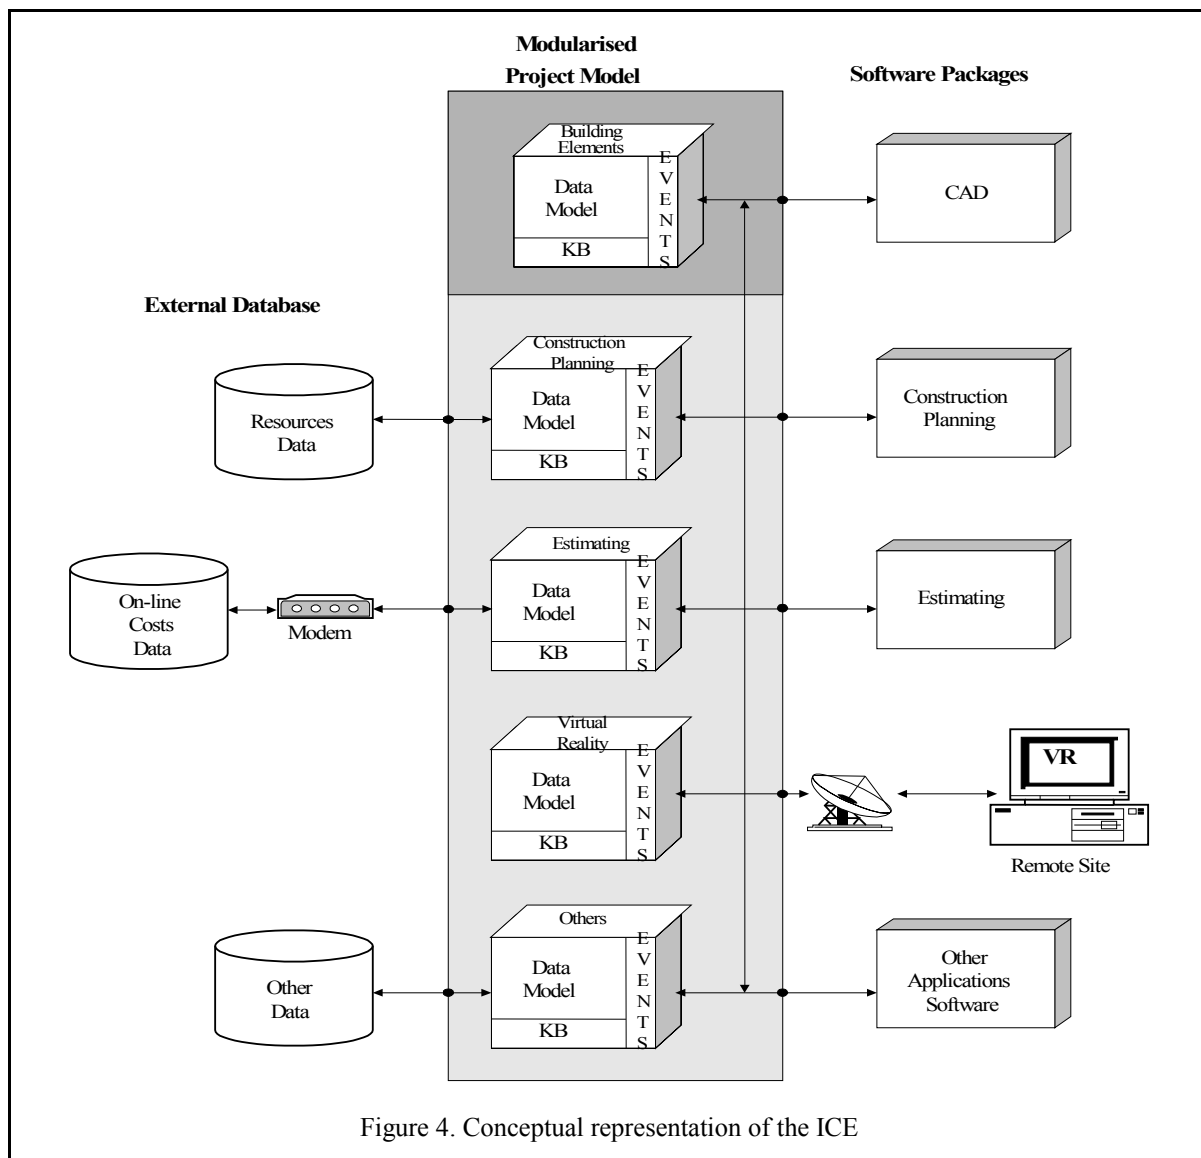 Modularised
Project Model
Software Packages
Building
Elements
Data
Model
KB
EVENTS
CAD
External Database
Resources
Data
Construction
Planning
Data
Model
KB
EVENTS
Construction
Planning
On-line
Costs
Data
Modem
Estimating
Data
Model
KB
EVENTS
Estimating
Virtual
Reality
Data
Model
KB
EVENTS
VR
Remote Site
Other
Data
Others
Data
Model
KB
EVENTS
Other
Applications
Software
Figure 4. Conceptual representation of the ICE